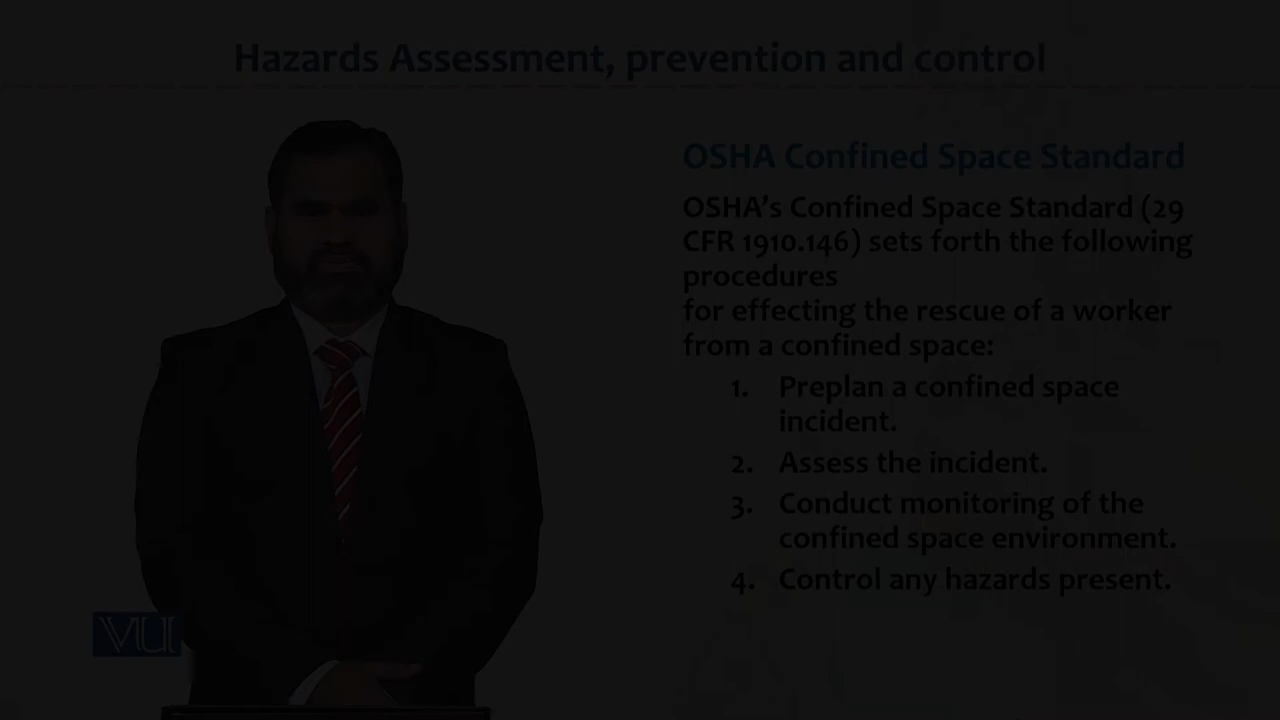 Hazards Assessment, prevention and control
OSHA Confined Space Standard
OSHA's Confined Space Standard (29
CFR 1910.146) sets forth the following
procedures
for effecting the rescue of a worker
from a confined space:
1. Preplan a confined space
incident.
2. Assess the incident.
3. Conduct monitoring of the
confined space environment.
4. Control any hazards present.
VU